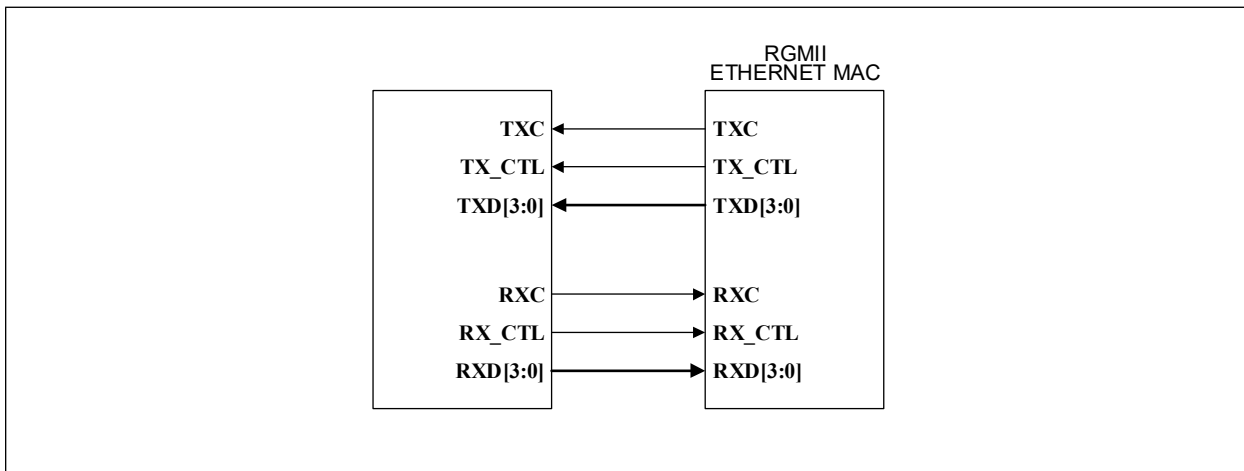 RGMII
ETHERNET MAC
TXC TXC
TX_CTL TX_CTL
TXD[3:0] TXD[3:0]
RXC RXC
RX_CTL RX_CTL
RXD[3:0] RXD[3:0]